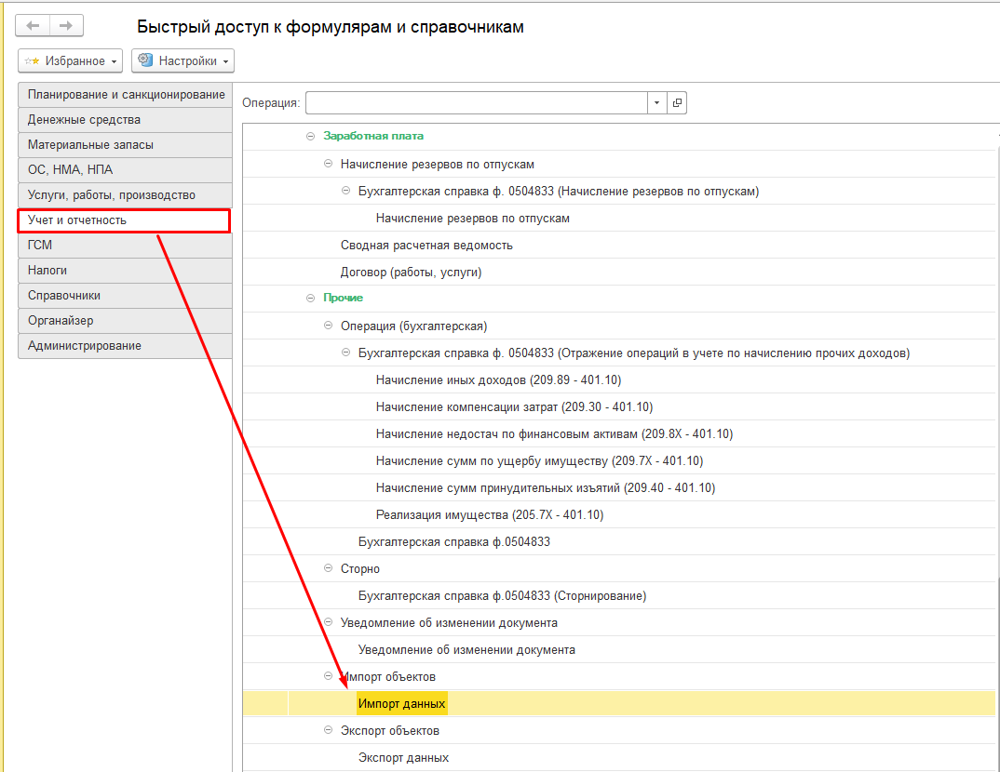 Быстрый доступ к формулярам и справочникам
Избранное
Настройки
Планирование и санкционирование
Денежные средства
Материальные запасы
ОС, НМА, НПА
Услуги, работы, производство
Учет и отчетность
ГСМ
Налоги
Справочники
Органайзер
Администрирование
Операция:
Заработная плата
Начисление резервов по отпускам
Бухгалтерская справка ф. 0504833 (Начисление резервов по отпускам)
Начисление резервов по отпускам
Сводная расчетная ведомость
Договор (работы, услуги)
Прочие
Операция (бухгалтерская)
Бухгалтерская справка ф. 0504833 (Отражение операций в учете по начислению прочих доходов)
Начисление иных доходов (209.89 - 401.10)
Начисление компенсации затрат (209.30 - 401.10)
Начисление недостач по финансовым активам (209.8Х - 401.10)
Начисление сумм по ущербу имуществу (209.7Х - 401.10)
Начисление сумм принудительных изъятий (209.40 - 401.10)
Реализация имущества (205.7Х - 401.10)
Бухгалтерская справка ф.0504833
Сторно
Бухгалтерская справка ф.0504833 (Сторнирование)
Уведомление об изменении документа
Уведомление об изменении документа
Импорт объектов
Импорт данных
Экспорт объектов
Экспорт данных